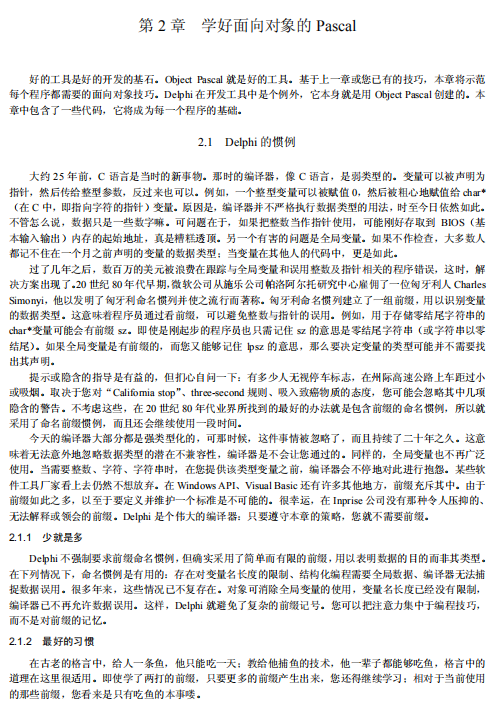 第 2 章　学好面向对象的 Pascal
好的工具是好的开发的基石。Object Pascal 就是好的工具。基于上一章或您已有的技巧，本章将示范
每个程序都需要的面向对象技巧。Delphi 在开发工具中是个例外，它本身就是用 Object Pascal 创建的。本
章中包含了一些代码，它将成为每一个程序的基础。
2.1　Delphi 的惯例
大约 25 年前，C 语言是当时的新事物。那时的编译器，像 C 语言，是弱类型的。变量可以被声明为
指针，然后传给整型参数，反过来也可以。例如，一个整型变量可以被赋值 0，然后被粗心地赋值给 char*
（在 C 中，即指向字符的指针）变量。原因是，编译器并不严格执行数据类型的用法，时至今日依然如此。
不管怎么说，数据只是一些数字嘛。可问题在于，如果把整数当作指针使用，可能刚好存取到 BIOS（基
本输入输出）内存的起始地址，真是糟糕透顶。另一个有害的问题是全局变量。如果不作检查，大多数人
都记不住在一个月之前声明的变量的数据类型；当变量在其他人的代码中，更是如此。
过了几年之后，数百万的美元被浪费在跟踪与全局变量和误用整数及指针相关的程序错误，这时，解
决方案出现了。20 世纪 80 年代早期，微软公司从施乐公司帕洛阿托研究中心雇佣了一位匈牙利人 Charles
Simonyi，他以发明了匈牙利命名惯列并使之流行而著称。匈牙利命名惯列建立了一组前缀，用以识别变量
的数据类型。这意味着程序员通过看前缀，可以避免整数与指针的误用。例如，用于存储零结尾字符串的
char*变量可能会有前缀 sz。即使是刚起步的程序员也只需记住 sz 的意思是零结尾字符串（或字符串以零
结尾）。如果全局变量是有前缀的，而您又能够记住 lpsz 的意思，那么要决定变量的类型可能并不需要找
出其声明。
提示或隐含的指导是有益的，但扪心自问一下：有多少人无视停车标志，在州际高速公路上车距过小
或吸烟。取决于您对“California stop”、three-second 规则、吸入致癌物质的态度，您可能会忽略其中几项
隐含的警告。不考虑这些，在 20 世纪 80 年代业界所找到的最好的办法就是包含前缀的命名惯例，所以就
采用了命名前缀惯例，而且还会继续使用一段时间。
今天的编译器大部分都是强类型化的，可那时候，这件事情被忽略了，而且持续了二十年之久。这意
味着无法意外地忽略数据类型的潜在不兼容性，编译器是不会让您通过的。同样的，全局变量也不再广泛
使用。当需要整数、字符、字符串时，在您提供该类型变量之前，编译器会不停地对此进行抱怨。某些软
件工具厂家看上去仍然不想放弃。在 Windows API、Visual Basic 还有许多其他地方，前缀充斥其中。由于
前缀如此之多，以至于要定义并维护一个标准是不可能的。很幸运，在 Inprise 公司没有那种令人压抑的、
无法解释或领会的前缀。Delphi 是个伟大的编译器：只要遵守本章的策略，您就不需要前缀。
2.1.1　少就是多
Delphi 不强制要求前缀命名惯例，但确实采用了简单而有限的前缀，用以表明数据的目的而非其类型。
在下列情况下，命名惯例是有用的：存在对变量名长度的限制、结构化编程需要全局数据、编译器无法捕
捉数据误用。很多年来，这些情况已不复存在。对象可消除全局变量的使用，变量名长度已经没有限制，
编译器已不再允许数据误用。这样，Delphi 就避免了复杂的前缀记号。您可以把注意力集中于编程技巧，
而不是对前缀的记忆。
2.1.2　最好的习惯
在古老的格言中，给人一条鱼，他只能吃一天；教给他捕鱼的技术，他一辈子都能够吃鱼，格言中的
道理在这里很适用。即使学了两打的前缀，只要更多的前缀产生出来，您还得继续学习；相对于当前使用
的那些前缀，您看来是只有吃鱼的本事喽。